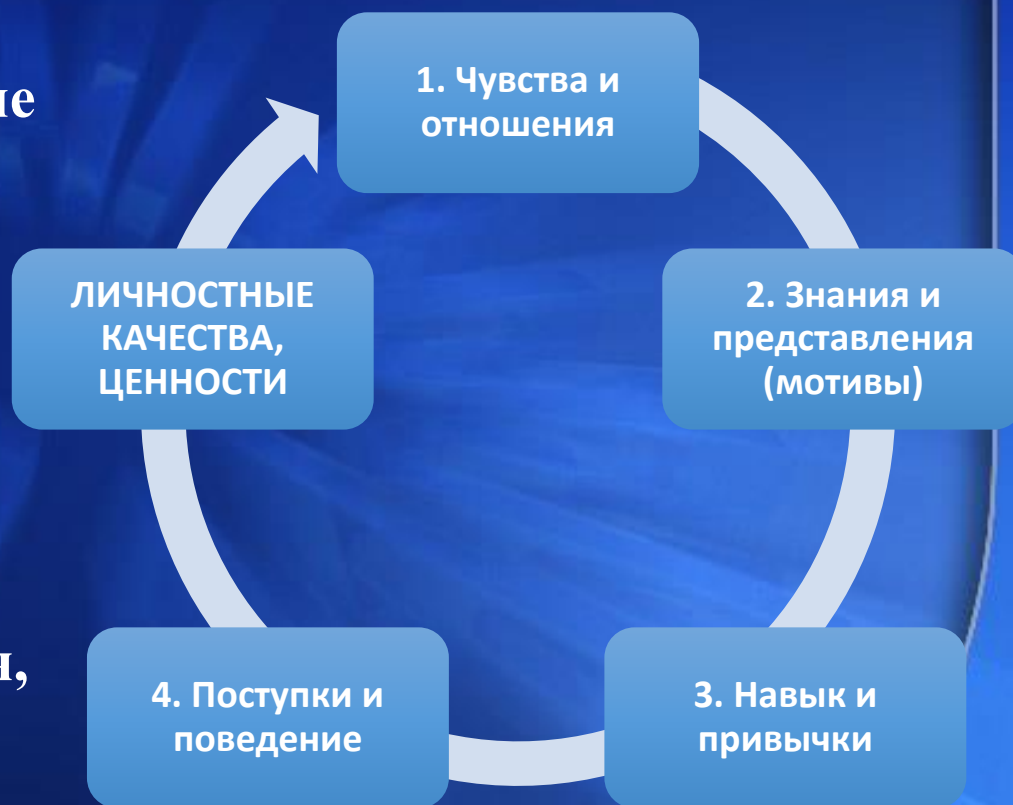 1. Чувства и
отношения
2. Знания и
представления
(мотивы)
3. Навык и
привычки
4. Поступки и
поведение
ЛИЧНОСТНЫЕ
КАЧЕСТВА,
ЦЕННОСТИ